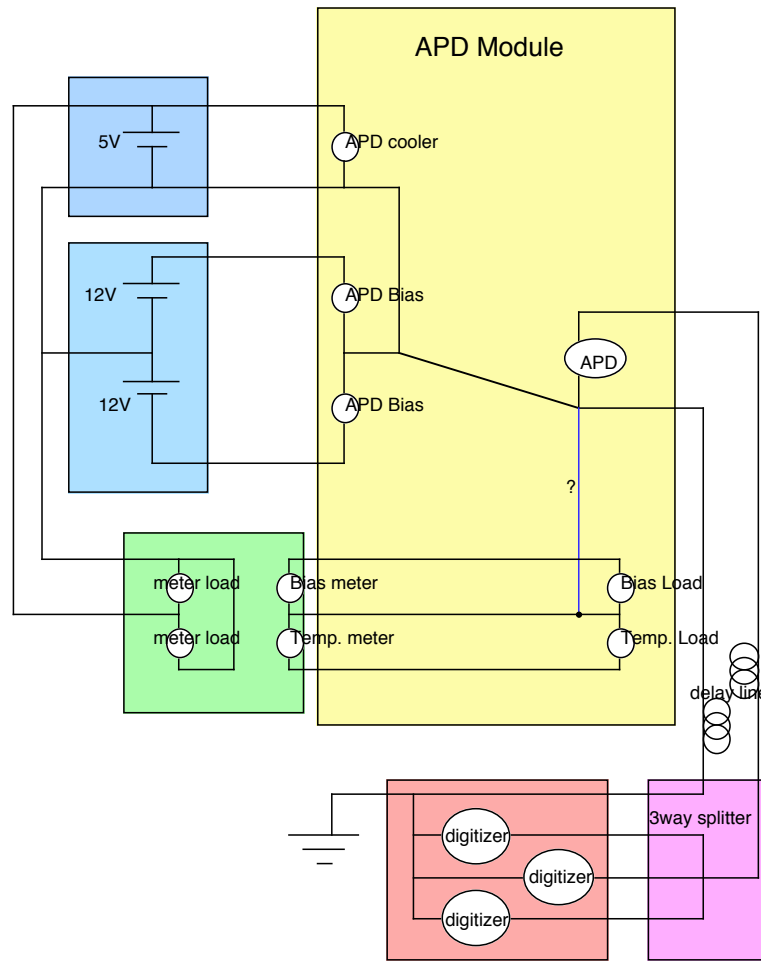 APD Module
5V
APD cooler
12V
APD Bias
APD
12V
APD Bias
?
meter load
Bias meter
Bias Load
meter load
Temp. meter
Temp. Load
delay line
3way splitter
digitizer
digitizer
digitizer